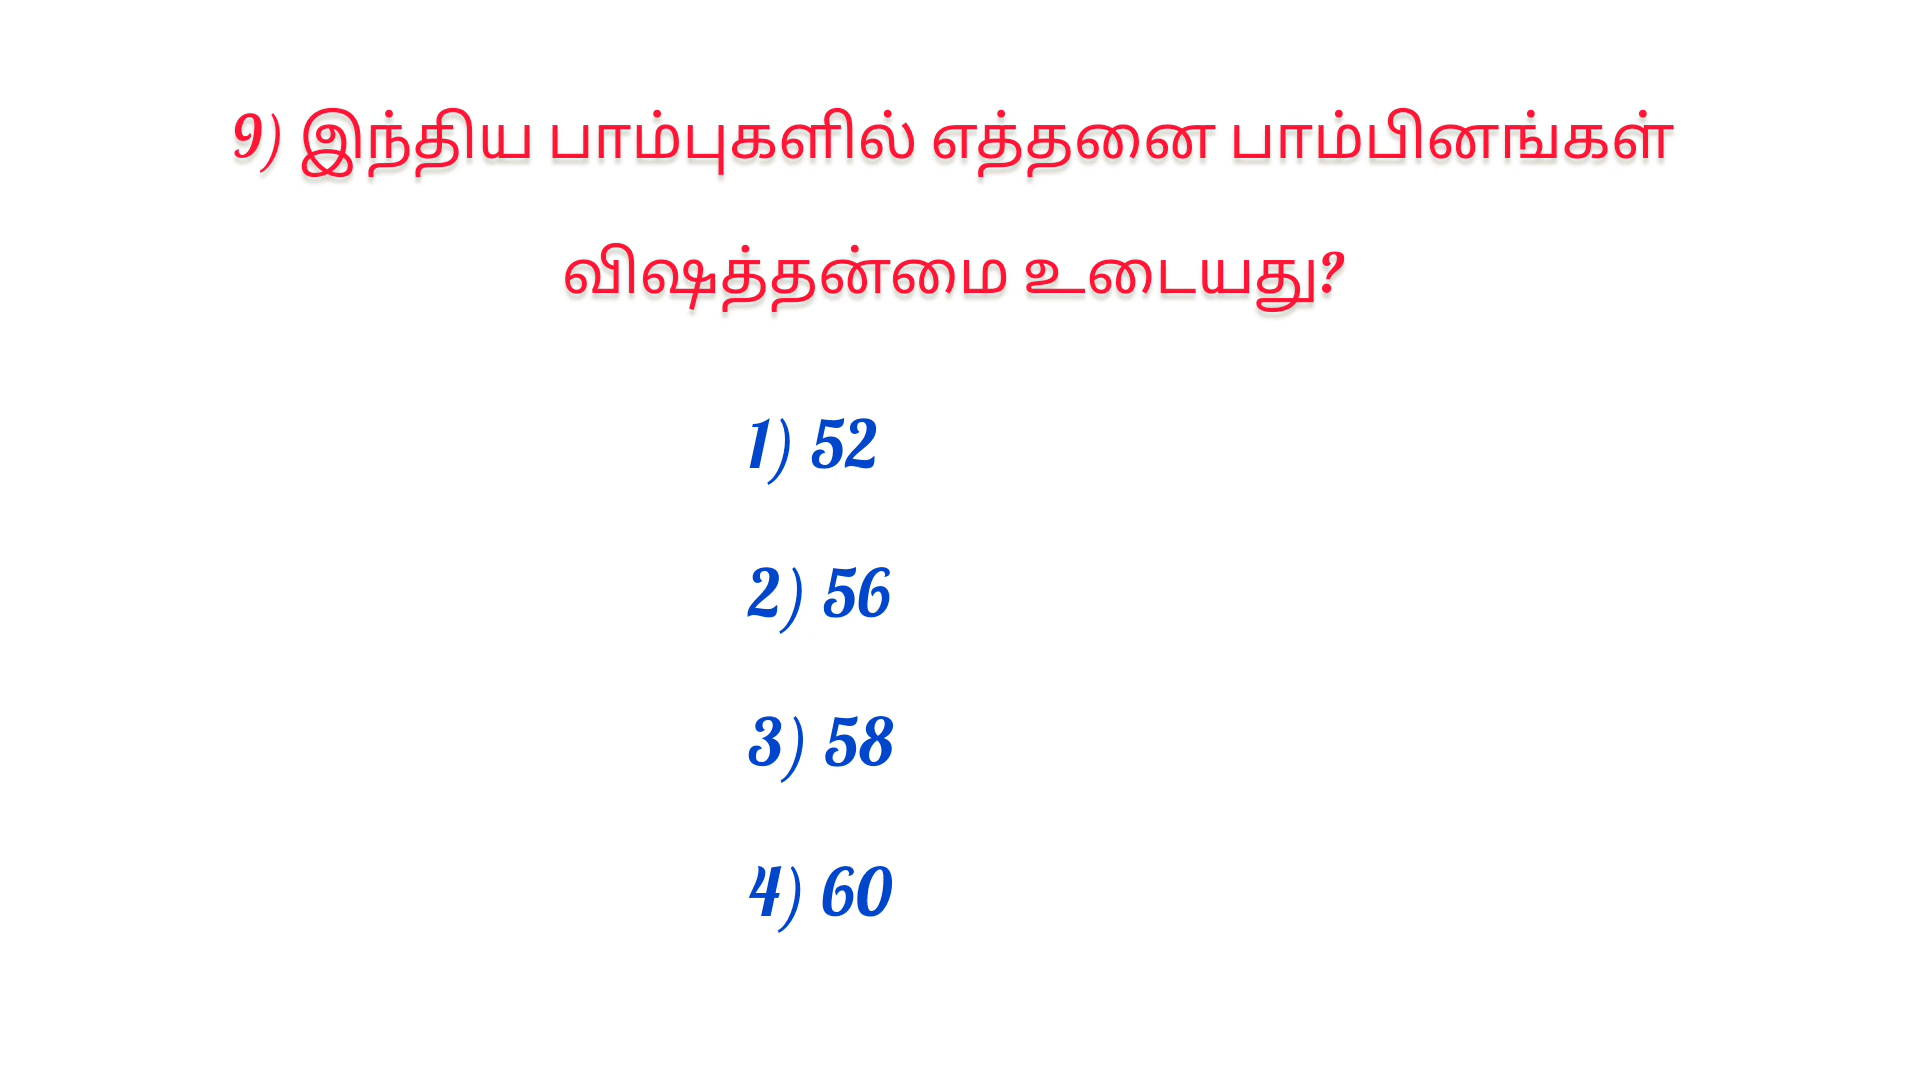 9) இந்திய பாம்புகளில் எத்தனை பாம்பினங்கள்
விஷத்தன்மை உடையது?
1) 52
2) 56
3) 58
4) 60